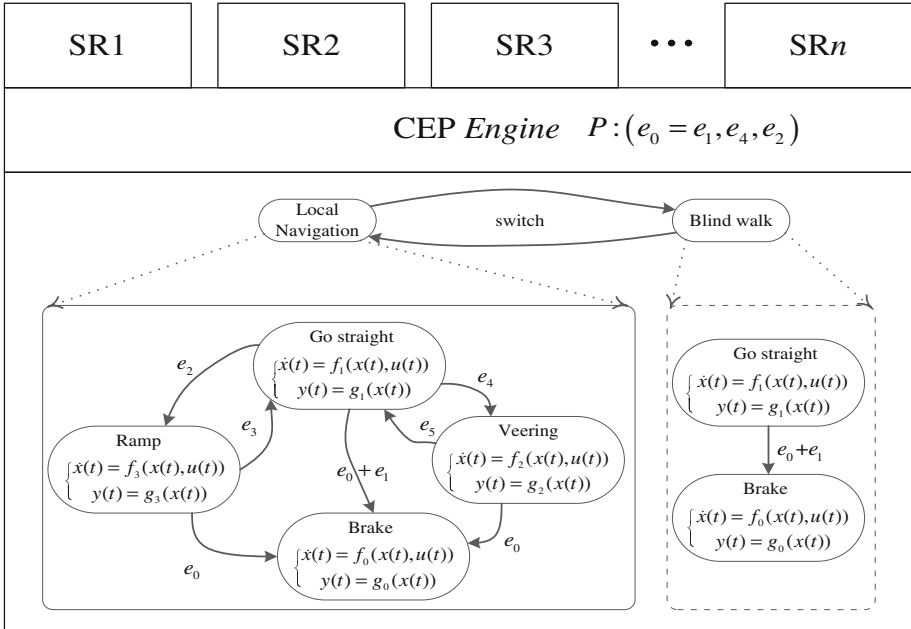 SR1 SR2 SR3 ••• SRn
CEP Engine P:(e₀ = e₁, e₄, e₂)
Local
Navigation
switch
Blind walk
Go straight
ẋ(t) = f₁(x(t), u(t))
y(t) = g₁(x(t))
e₂
e₄
e₃
e₅
Ramp
ẋ(t) = f₃(x(t), u(t))
y(t) = g₃(x(t))
Veering
ẋ(t) = f₂(x(t), u(t))
y(t) = g₂(x(t))
e₀ + e₁
e₀
e₀
Brake
ẋ(t) = f₀(x(t), u(t))
y(t) = g₀(x(t))
Go straight
ẋ(t) = f₁(x(t), u(t))
y(t) = g₁(x(t))
e₀ + e₁
Brake
ẋ(t) = f₀(x(t), u(t))
y(t) = g₀(x(t))